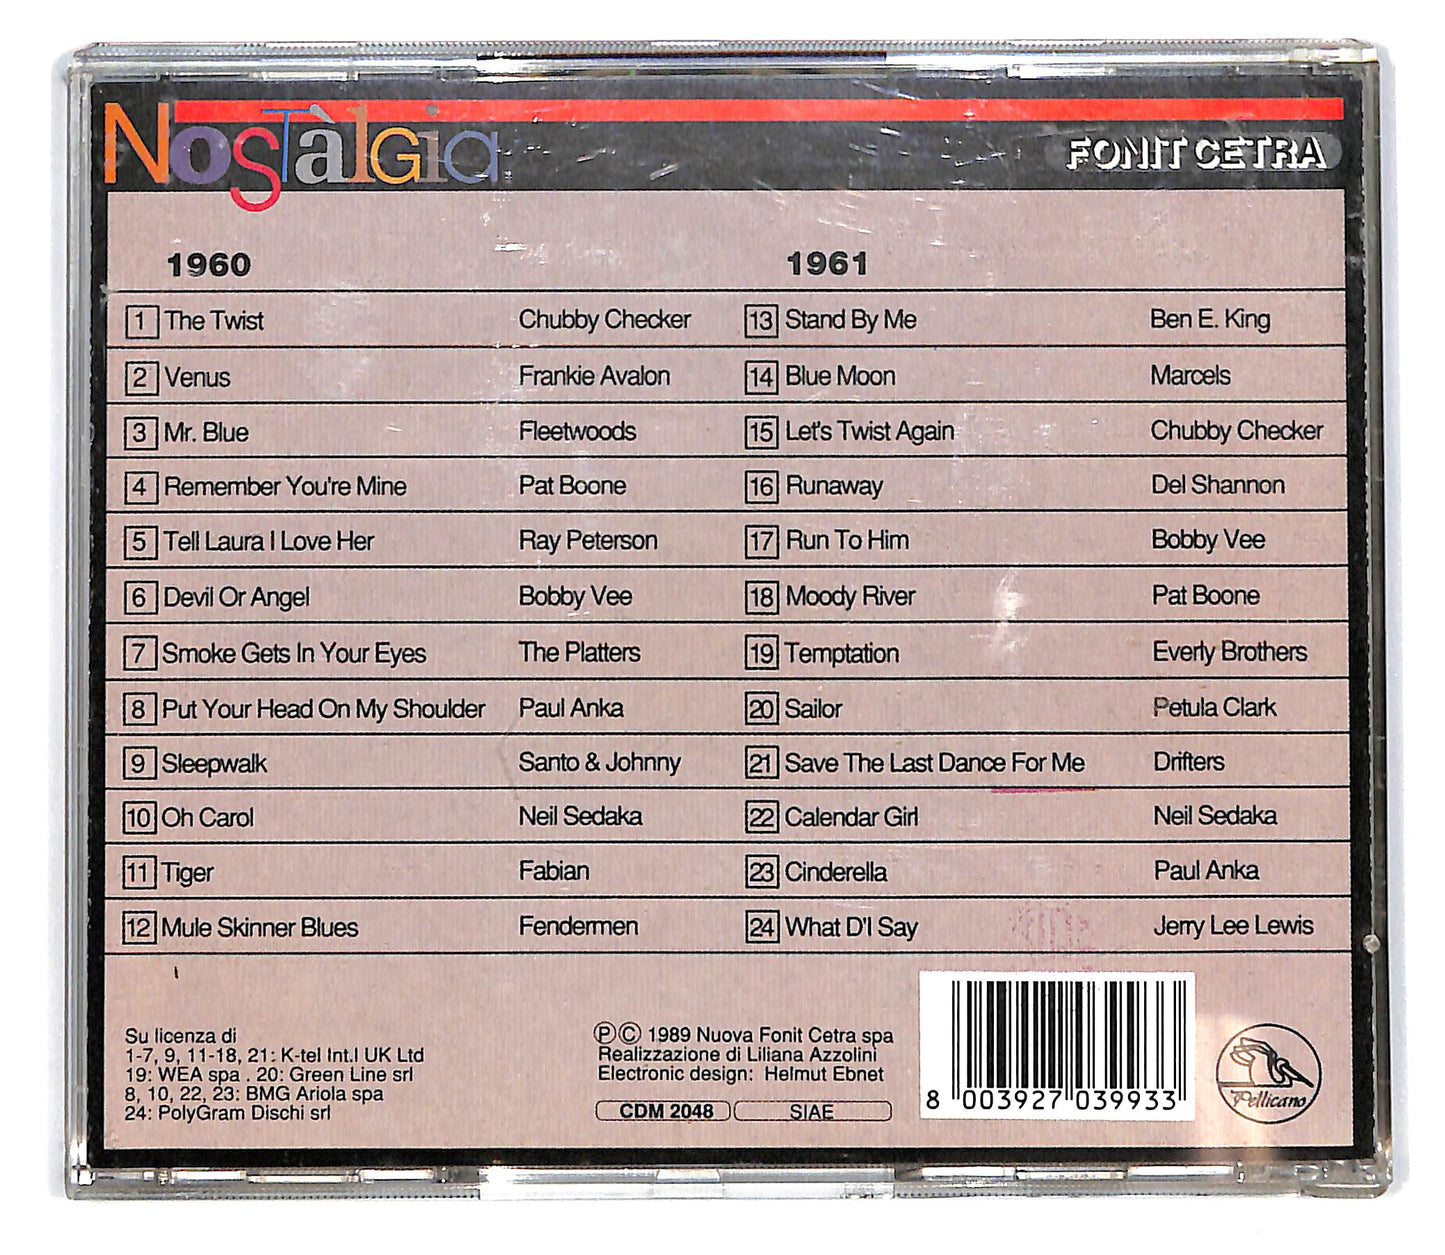 Nostàlgia
FONIT CETRA
1960
1 The Twist Chubby Checker
2 Venus Frankie Avalon
3 Mr. Blue Fleetwoods
4 Remember You're Mine Pat Boone
5 Tell Laura I Love Her Ray Peterson
6 Devil Or Angel Bobby Vee
7 Smoke Gets In Your Eyes The Platters
8 Put Your Head On My Shoulder Paul Anka
9 Sleepwalk Santo & Johnny
10 Oh Carol Neil Sedaka
11 Tiger Fabian
12 Mule Skinner Blues Fendermen
1961
13 Stand By Me Ben E. King
14 Blue Moon Marcels
15 Let's Twist Again Chubby Checker
16 Runaway Del Shannon
17 Run To Him Bobby Vee
18 Moody River Pat Boone
19 Temptation Everly Brothers
20 Sailor Petula Clark
21 Save The Last Dance For Me Drifters
22 Calendar Girl Neil Sedaka
23 Cinderella Paul Anka
24 What D'I Say Jerry Lee Lewis
Su licenza di
1-7, 9, 11-18, 21: K-tel Int.l UK Ltd
19: WEA spa . 20: Green Line srl
8, 10, 22, 23: BMG Ariola spa
24: PolyGram Dischi srl
Ⓟ© 1989 Nuova Fonit Cetra spa
Realizzazione di Liliana Azzolini
Electronic design: Helmut Ebnet
CDM 2048 SIAE
8 003927 039933
Pellicano